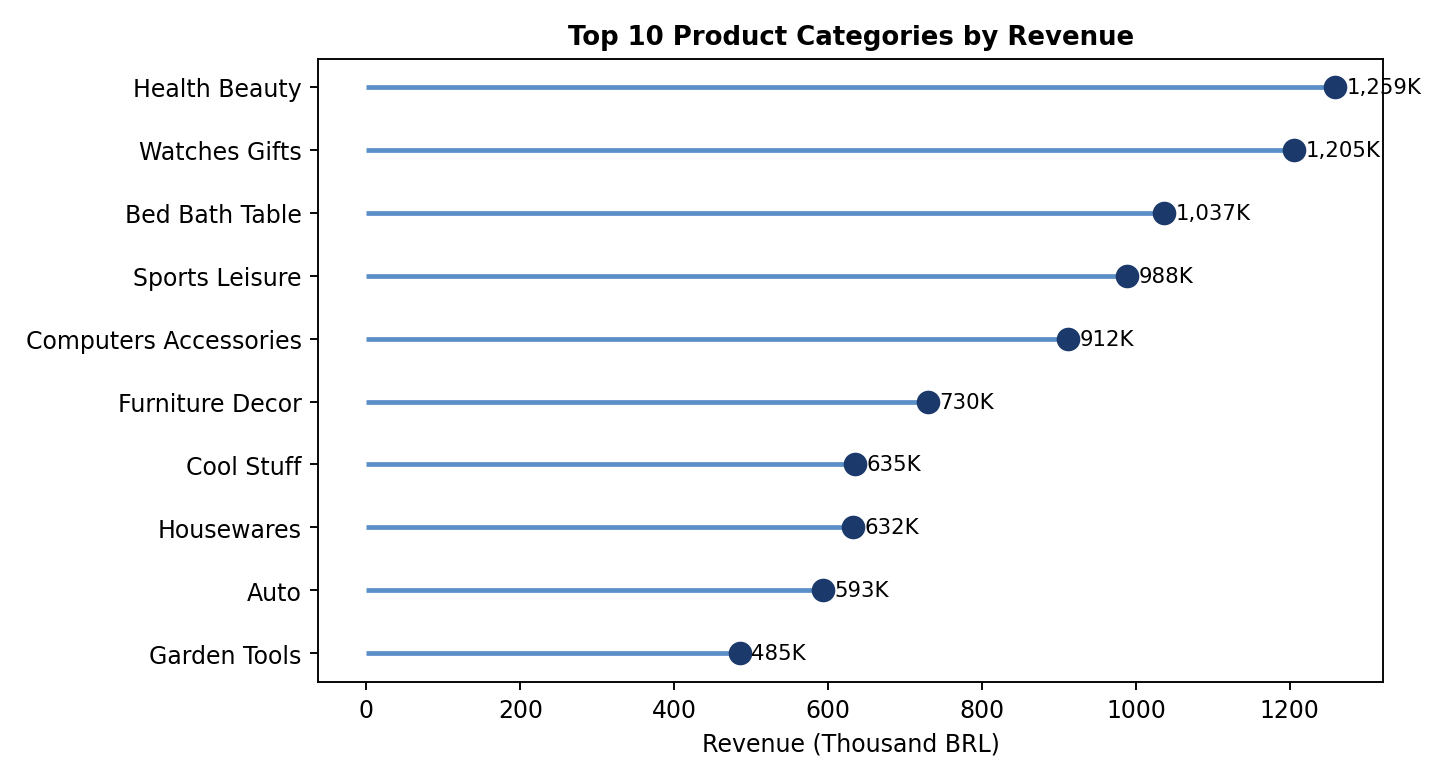 Top 10 Product Categories by Revenue
Health Beauty 1,259K
Watches Gifts 1,205K
Bed Bath Table 1,037K
Sports Leisure 988K
Computers Accessories 912K
Furniture Decor 730K
Cool Stuff 635K
Housewares 632K
Auto 593K
Garden Tools 485K
0 200 400 600 800 1000 1200
Revenue (Thousand BRL)